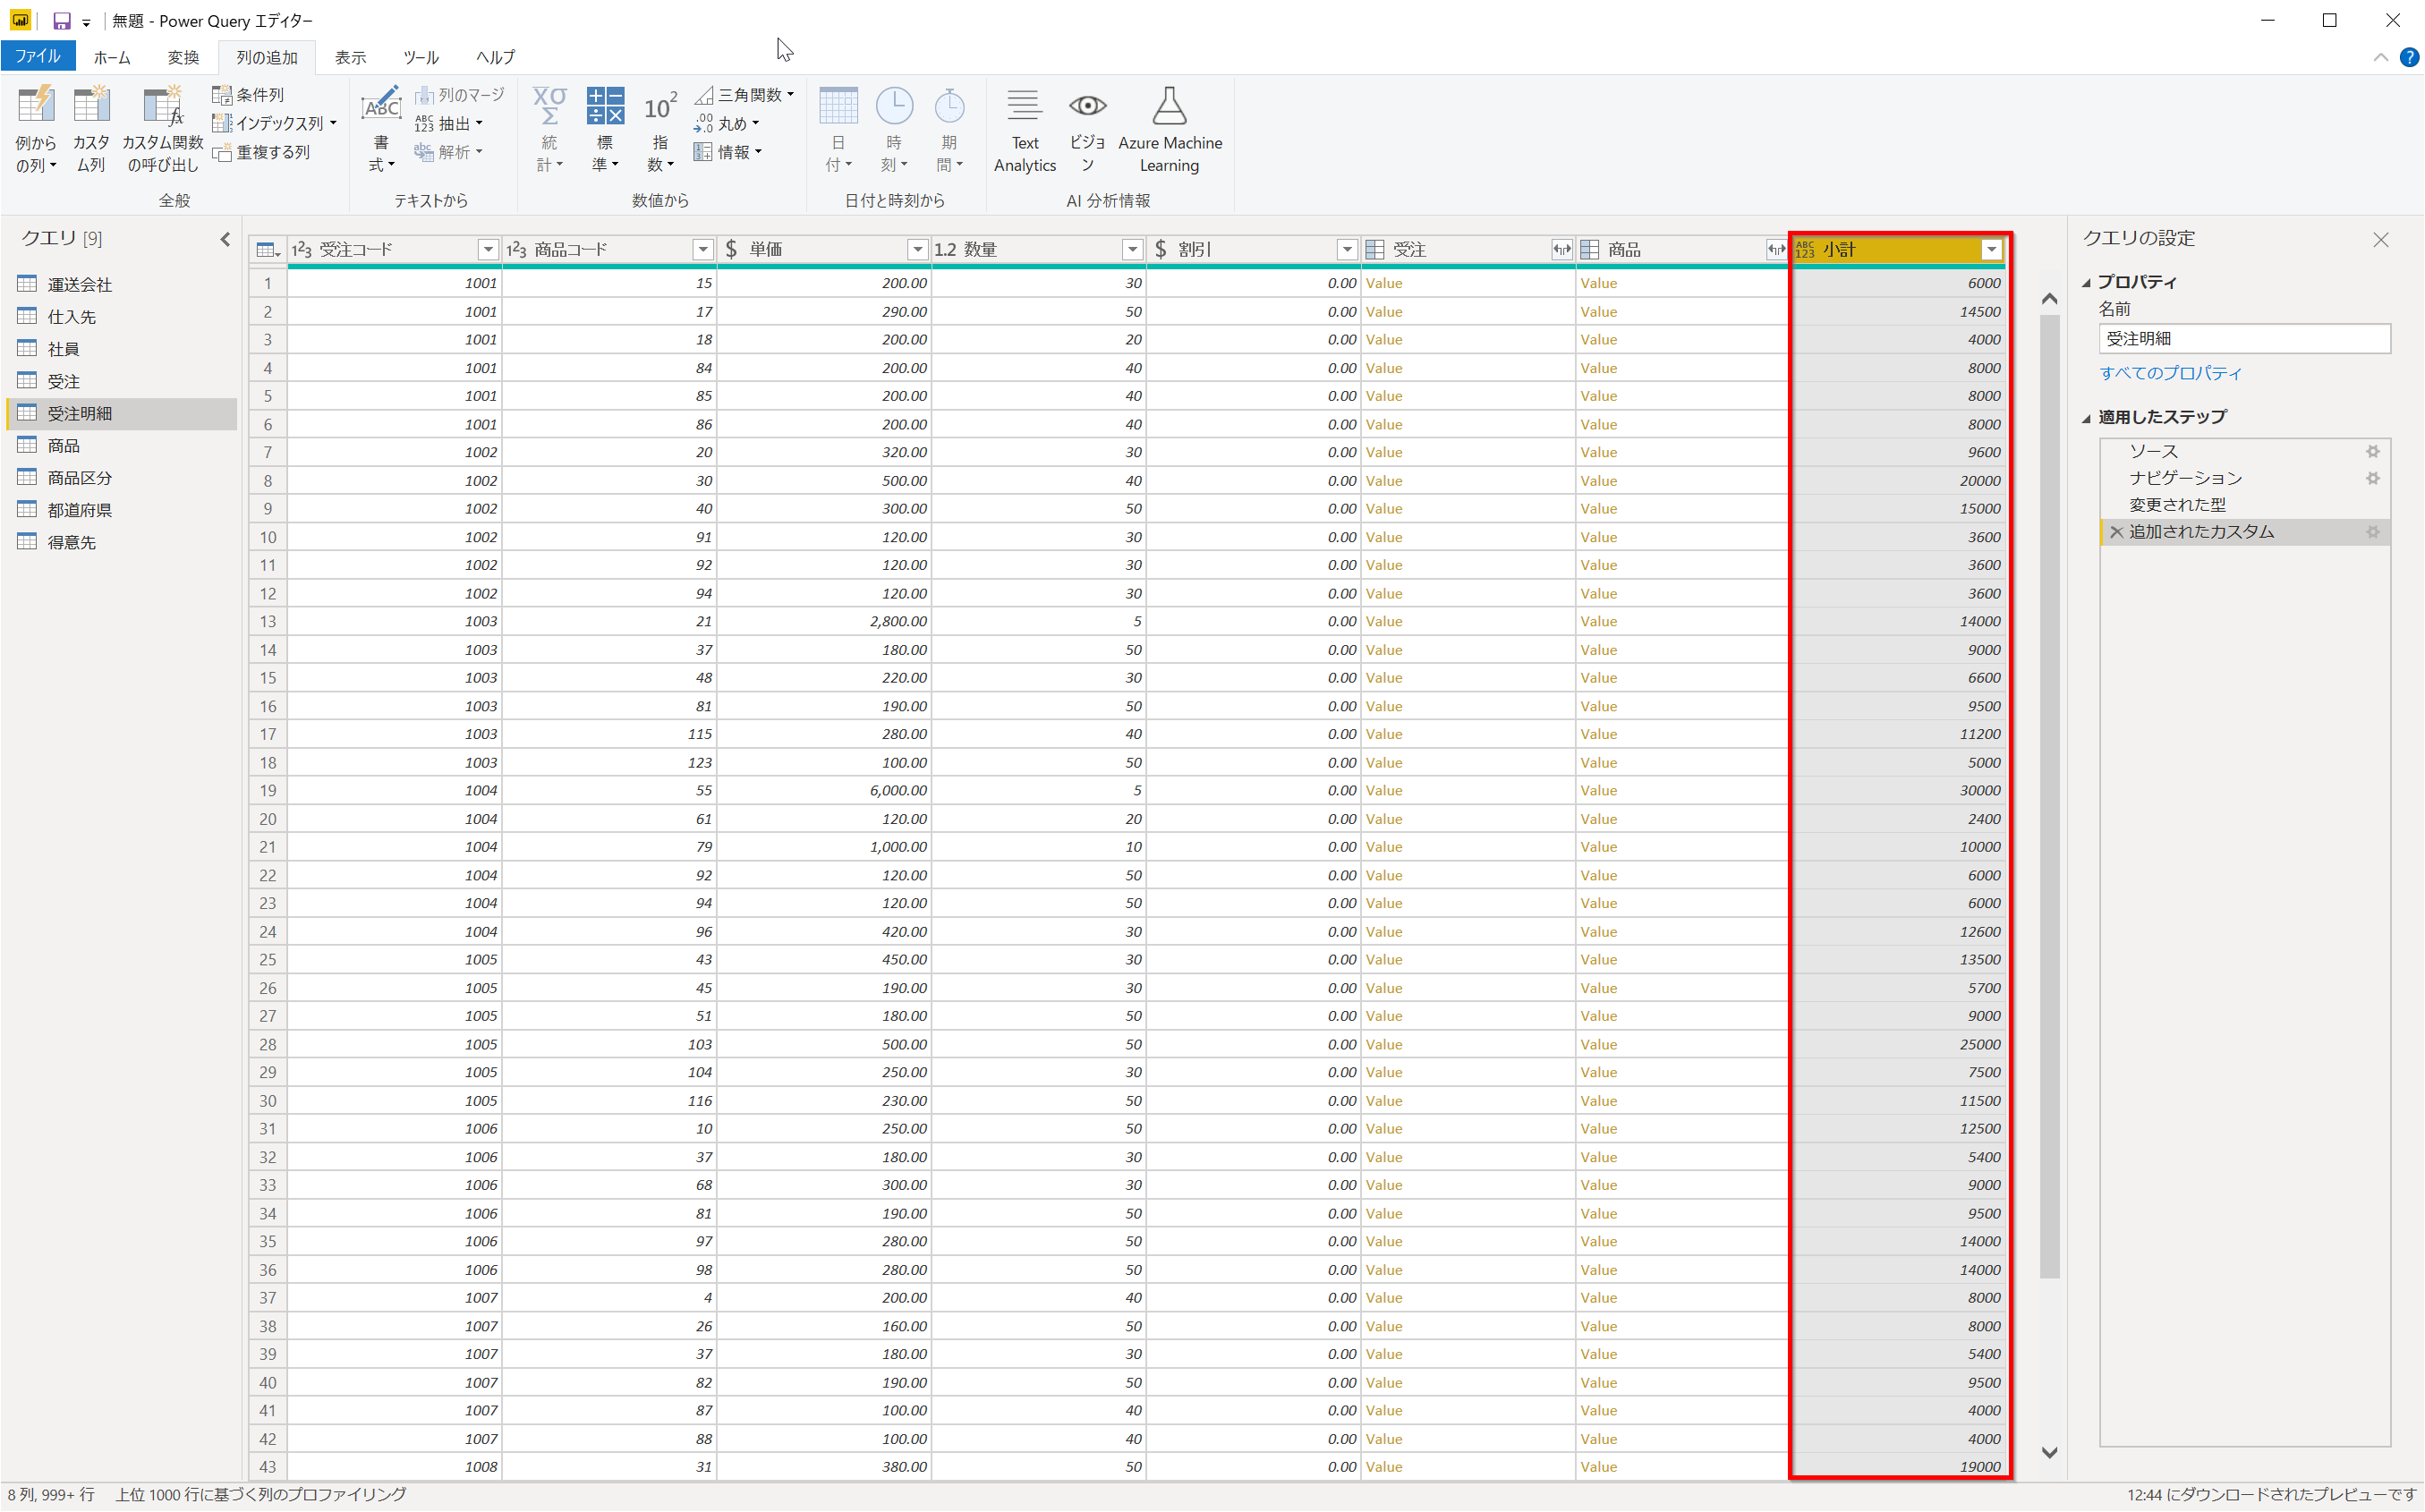 無題 - Power Query エディター
ファイル ホーム 変換 列の追加 表示 ツール ヘルプ
例から の列 カスタ ム列 カスタム関数 の呼び出し 条件列 インデックス列 重複する列 全般
書 式 列のマージ 抽出 解析 テキストから
統 計 標 準 指 数 三角関数 丸め 情報 数値から
日 付 時 刻 期 間 日付と時刻から
Text Analytics ビジョ ン Azure Machine Learning AI 分析情報
クエリ [9]
運送会社
仕入先
社員
受注
受注明細
商品
商品区分
都道府県
得意先
受注コード 商品コード $ 単価 1.2 数量 $ 割引 受注 商品 ABC 123 小計
1 1001 15 200.00 30 0.00 Value Value 6000
2 1001 17 290.00 50 0.00 Value Value 14500
3 1001 18 200.00 20 0.00 Value Value 4000
4 1001 84 200.00 40 0.00 Value Value 8000
5 1001 85 200.00 40 0.00 Value Value 8000
6 1001 86 200.00 40 0.00 Value Value 8000
7 1002 20 320.00 30 0.00 Value Value 9600
8 1002 30 500.00 40 0.00 Value Value 20000
9 1002 40 300.00 50 0.00 Value Value 15000
10 1002 91 120.00 30 0.00 Value Value 3600
11 1002 92 120.00 30 0.00 Value Value 3600
12 1002 94 120.00 30 0.00 Value Value 3600
13 1003 21 2,800.00 5 0.00 Value Value 14000
14 1003 37 180.00 50 0.00 Value Value 9000
15 1003 48 220.00 30 0.00 Value Value 6600
16 1003 81 190.00 50 0.00 Value Value 9500
17 1003 115 280.00 40 0.00 Value Value 11200
18 1003 123 100.00 50 0.00 Value Value 5000
19 1004 55 6,000.00 5 0.00 Value Value 30000
20 1004 61 120.00 20 0.00 Value Value 2400
21 1004 79 1,000.00 10 0.00 Value Value 10000
22 1004 92 120.00 50 0.00 Value Value 6000
23 1004 94 120.00 50 0.00 Value Value 6000
24 1004 96 420.00 30 0.00 Value Value 12600
25 1005 43 450.00 30 0.00 Value Value 13500
26 1005 45 190.00 30 0.00 Value Value 5700
27 1005 51 180.00 50 0.00 Value Value 9000
28 1005 103 500.00 50 0.00 Value Value 25000
29 1005 104 250.00 30 0.00 Value Value 7500
30 1005 116 230.00 50 0.00 Value Value 11500
31 1006 10 250.00 50 0.00 Value Value 12500
32 1006 37 180.00 30 0.00 Value Value 5400
33 1006 68 300.00 30 0.00 Value Value 9000
34 1006 81 190.00 50 0.00 Value Value 9500
35 1006 97 280.00 50 0.00 Value Value 14000
36 1006 98 280.00 50 0.00 Value Value 14000
37 1007 4 200.00 40 0.00 Value Value 8000
38 1007 26 160.00 50 0.00 Value Value 8000
39 1007 37 180.00 30 0.00 Value Value 5400
40 1007 82 190.00 50 0.00 Value Value 9500
41 1007 87 100.00 40 0.00 Value Value 4000
42 1007 88 100.00 40 0.00 Value Value 4000
43 1008 31 380.00 50 0.00 Value Value 19000
クエリの設定
プロパティ
名前
受注明細
すべてのプロパティ
適用したステップ
ソース
ナビゲーション
変更された型
追加されたカスタム
8 列, 999+ 行 上位 1000 行に基づく列のプロファイリング
12:44 にダウンロードされたプレビューです